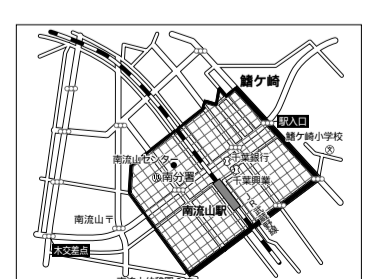 鰭ケ崎
駅入口
鰭ケ崎小学校
文
南流山センター
千葉銀行
南分署
千葉興業
南流山駅
南流山〒
木交差点